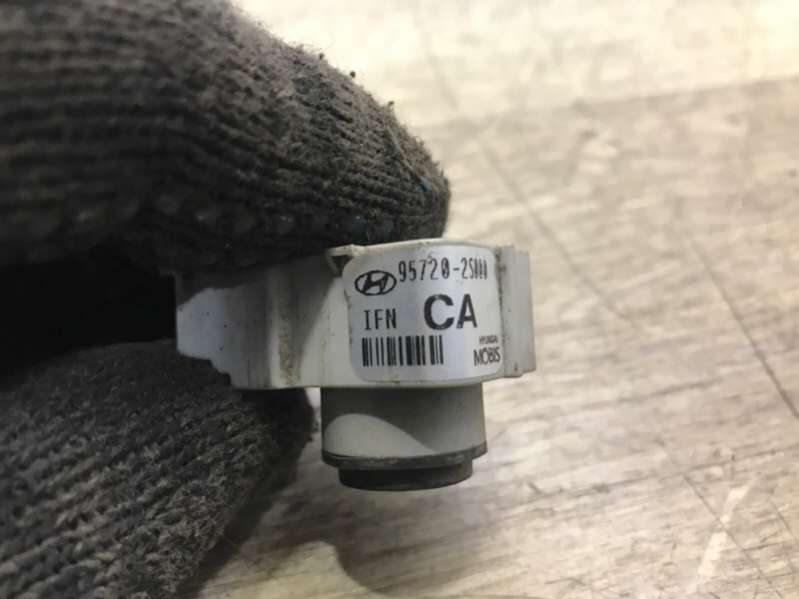 95720-2S000
IFN CA
HYUNDAI
MOBIS